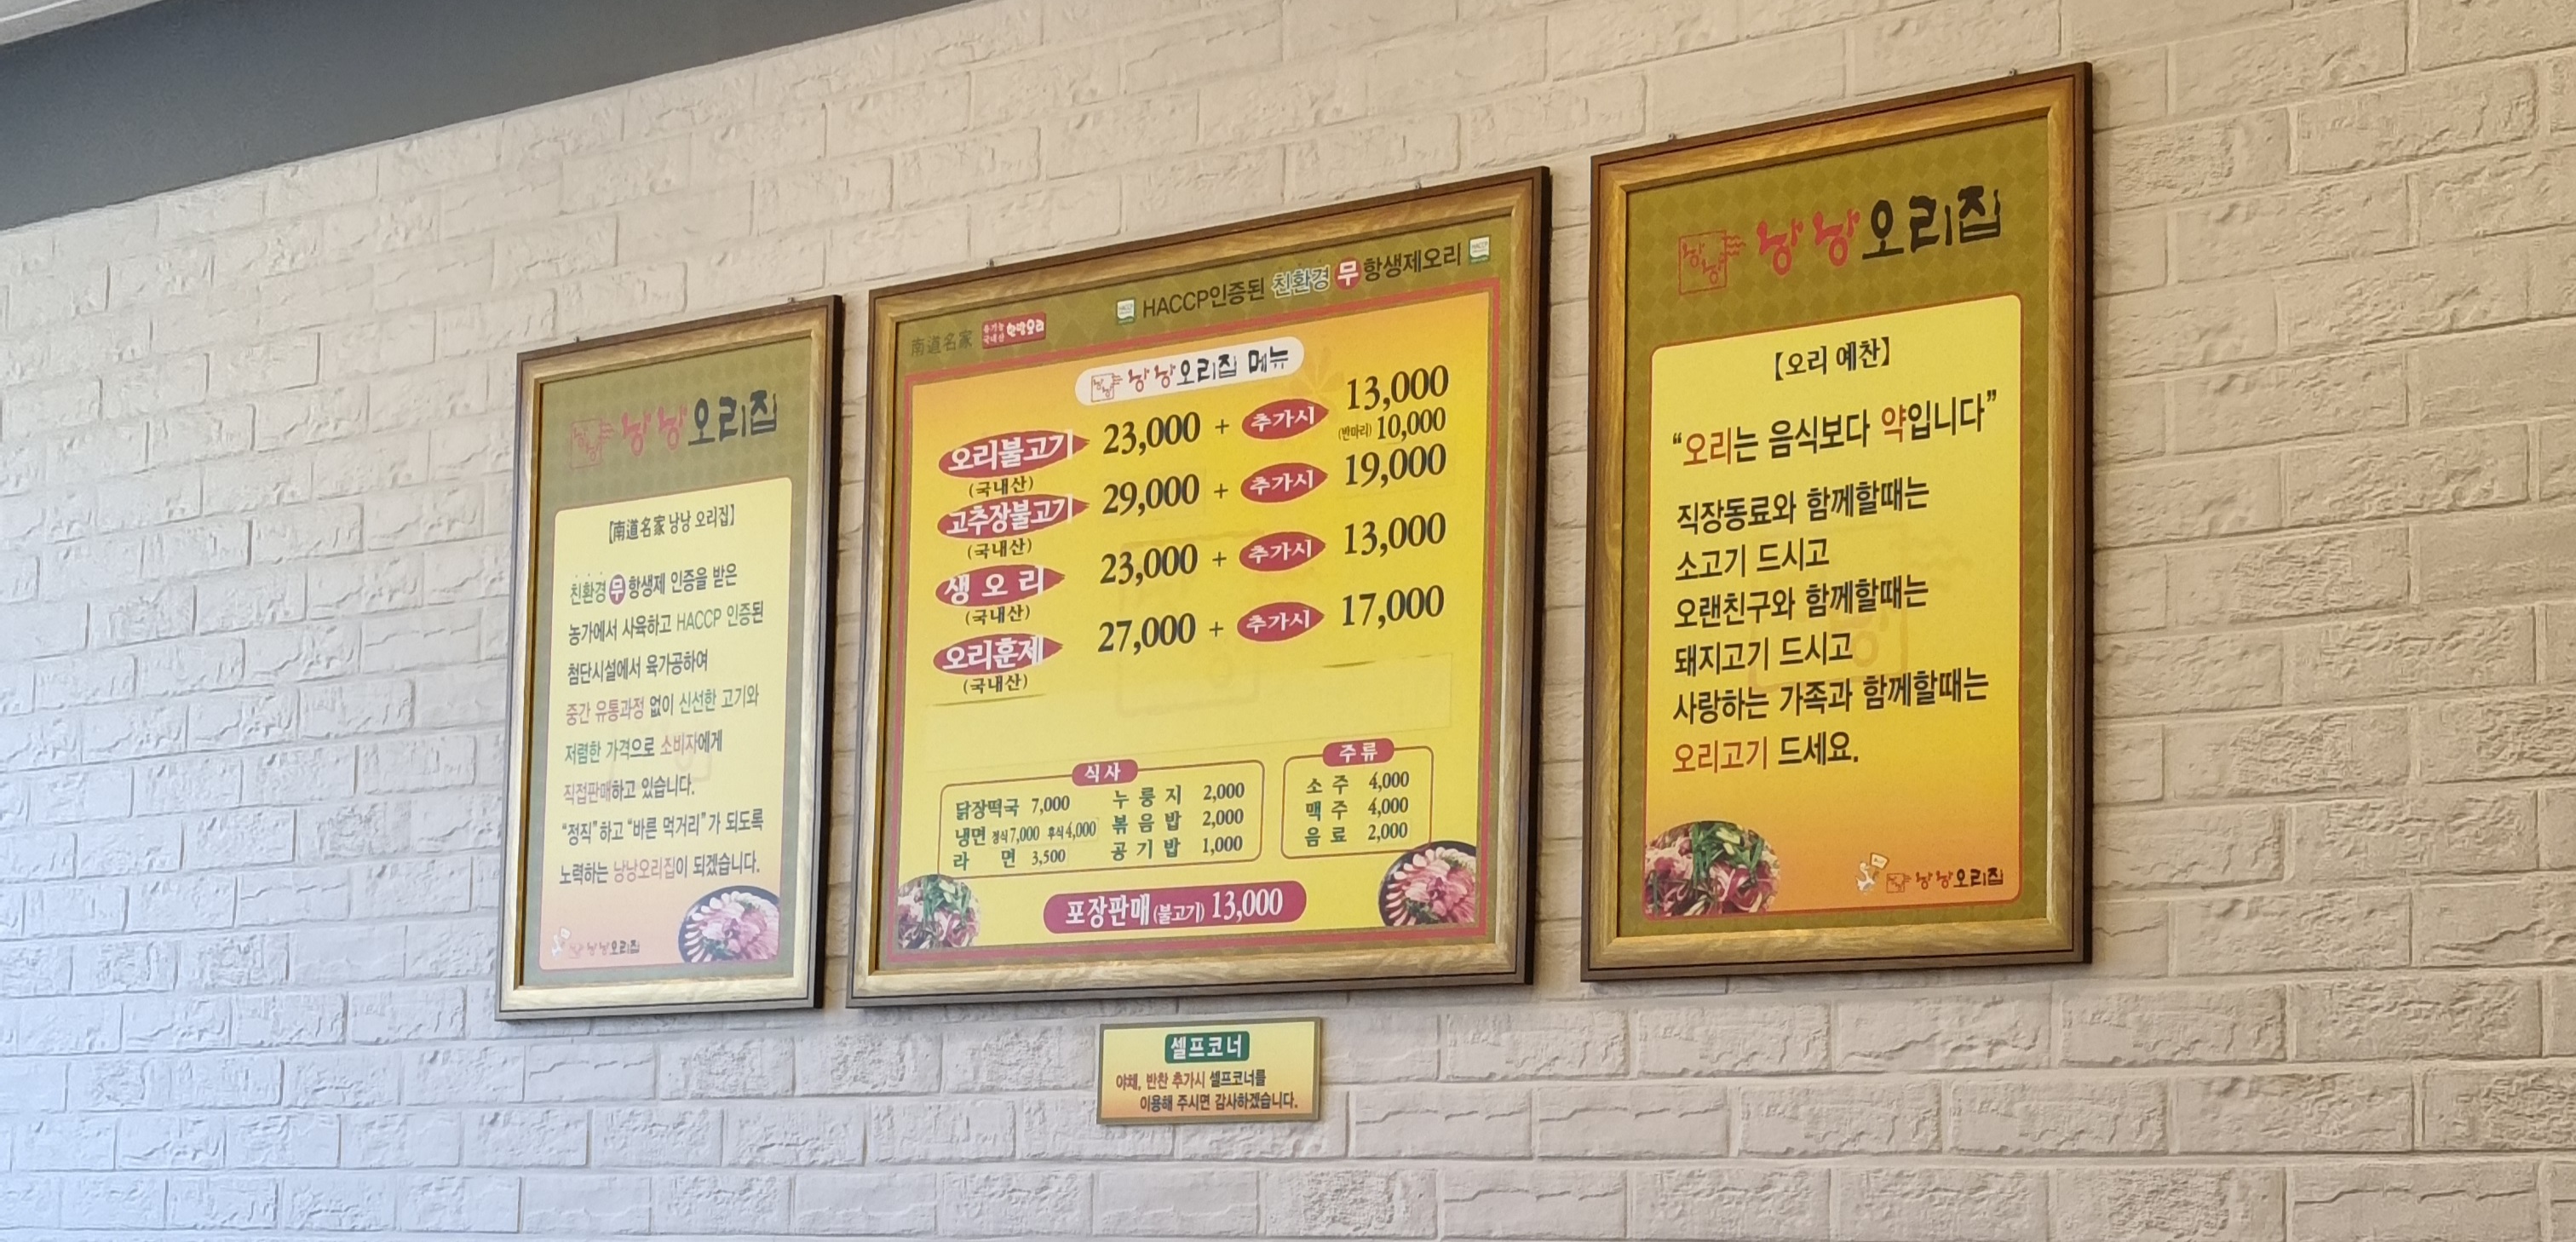 낭낭오리집
【南道名家 낭낭 오리집】
친환경 무 항생제 인증을 받은
농가에서 사육하고 HACCP 인증된
첨단시설에서 육가공하여
중간 유통과정 없이 신선한 고기와
저렴한 가격으로 소비자에게
직접판매하고 있습니다.
“정직”하고 “바른 먹거리”가 되도록
노력하는 낭낭오리집이 되겠습니다.
낭낭오리집
南道名家 유기농 국내산 한방오리
HACCP인증된 친환경 무 항생제오리
낭낭오리집 메뉴
오리불고기 23,000 + 추가시 13,000
(국내산) (반마리) 10,000
고추장불고기 29,000 + 추가시 19,000
(국내산)
생오리 23,000 + 추가시 13,000
(국내산)
오리훈제 27,000 + 추가시 17,000
(국내산)
식사
닭장떡국 7,000 누룽지 2,000
냉면 정식7,000 후식4,000 볶음밥 2,000
라면 3,500 공기밥 1,000
주류
소주 4,000
맥주 4,000
음료 2,000
포장판매(불고기) 13,000
낭낭오리집
【오리 예찬】
“오리는 음식보다 약입니다”
직장동료와 함께할때는
소고기 드시고
오랜친구와 함께할때는
돼지고기 드시고
사랑하는 가족과 함께할때는
오리고기 드세요.
낭낭오리집
셀프코너
야채, 반찬 추가시 셀프코너를
이용해 주시면 감사하겠습니다.